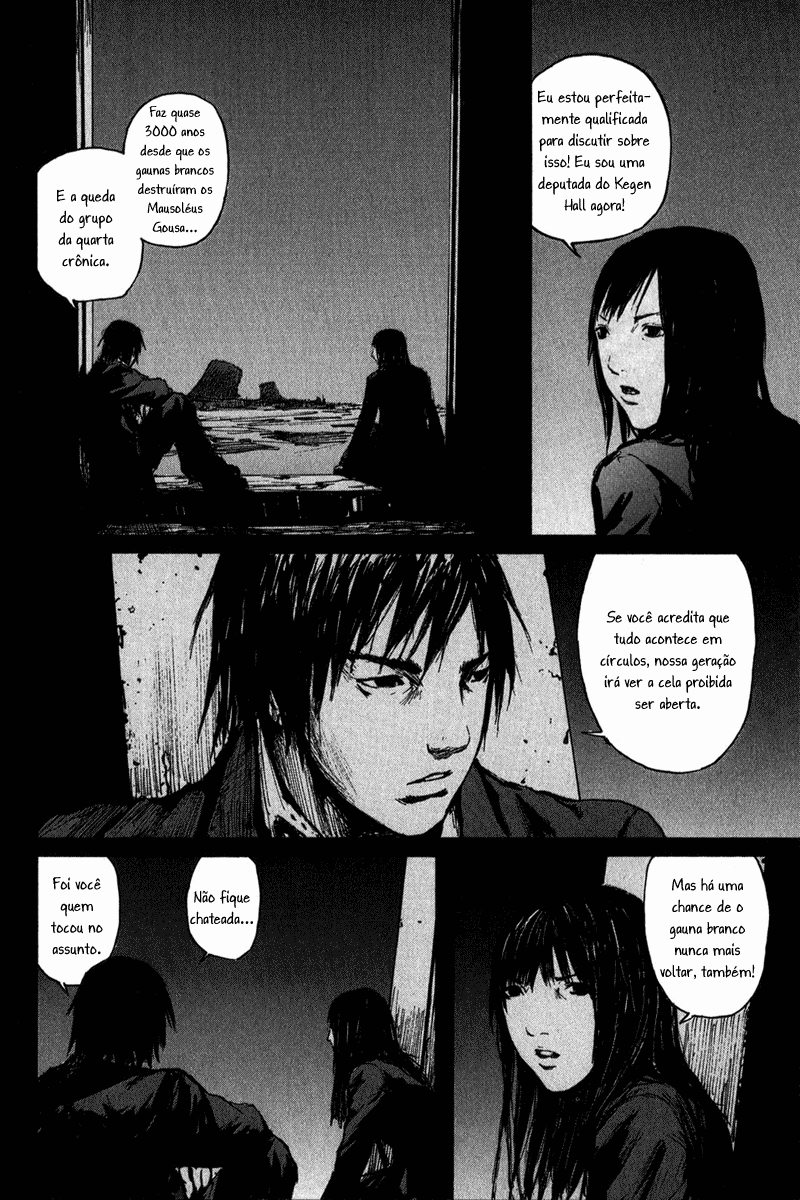 Eu estou perfeita-
mente qualificada
para discutir sobre
isso! Eu sou uma
deputada do Kegen
Hall agora!
Faz quase
3000 anos
desde que os
gaunas brancos
destruíram os
Mausoléus
Gousa...
E a queda
do grupo
da quarta
crônica.
Se você acredita que
tudo acontece em
círculos, nossa geração
irá ver a cela proibida
ser aberta.
Mas há uma
chance de o
gauna branco
nunca mais
voltar, também!
Não fique
chateada...
Foi você
quem
tocou no
assunto.